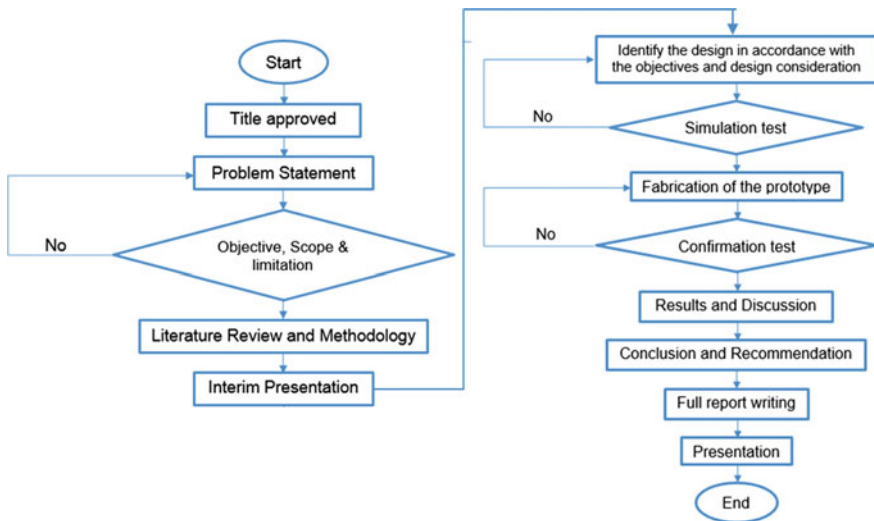 Start
Title approved
Problem Statement
No
Objective, Scope &
limitation
Literature Review and Methodology
Interim Presentation
Identify the design in accordance with
the objectives and design consideration
No
Simulation test
Fabrication of the prototype
No
Confirmation test
Results and Discussion
Conclusion and Recommendation
Full report writing
Presentation
End